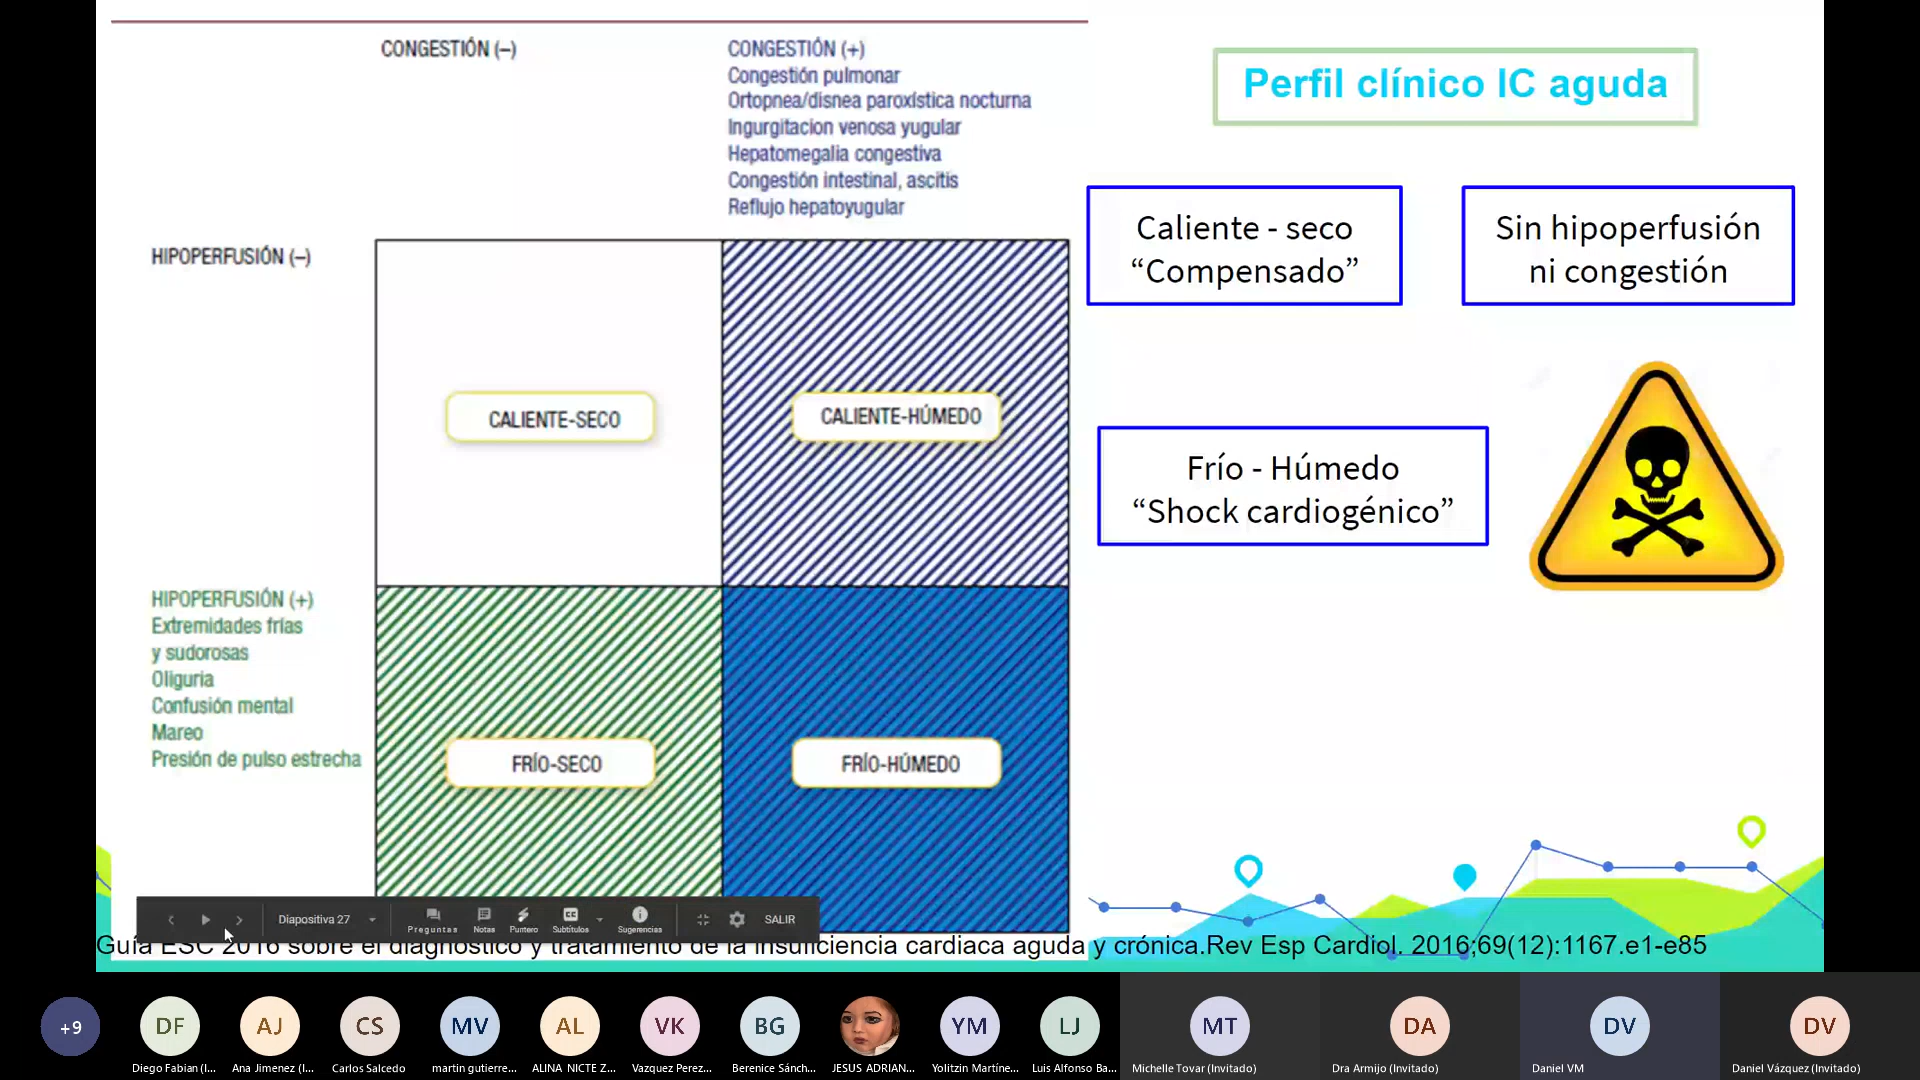 CONGESTIÓN (–)
CONGESTIÓN (+)
Congestión pulmonar
Ortopnea/disnea paroxística nocturna
Ingurgitacion venosa yugular
Hepatomegalia congestiva
Congestión intestinal, ascitis
Reflujo hepatoyugular
Perfil clínico IC aguda
Caliente - seco
“Compensado”
Sin hipoperfusión
ni congestión
HIPOPERFUSIÓN (–)
CALIENTE-SECO
CALIENTE-HÚMEDO
Frío - Húmedo
“Shock cardiogénico”
HIPOPERFUSIÓN (+)
Extremidades frías
y sudorosas
Oliguria
Confusión mental
Mareo
Presión de pulso estrecha
FRÍO-SECO
FRÍO-HÚMEDO
Diapositiva 27
Preguntas
Notas
Puntero
Subtítulos
Sugerencias
SALIR
Guía ESC 2016 sobre el diagnóstico y tratamiento de la insuficiencia cardiaca aguda y crónica.Rev Esp Cardiol. 2016;69(12):1167.e1-e85
+9
DF
AJ
CS
MV
AL
VK
BG
YM
LJ
MT
DA
DV
DV
Diego Fabian (I...
Ana Jimenez (I...
Carlos Salcedo
martin gutierre...
ALINA NICTE Z...
Vazquez Perez...
Berenice Sánch...
JESUS ADRIAN...
Yolitzin Martíne...
Luis Alfonso Ba...
Michelle Tovar (Invitado)
Dra Armijo (Invitado)
Daniel VM
Daniel Vázquez (Invitado)